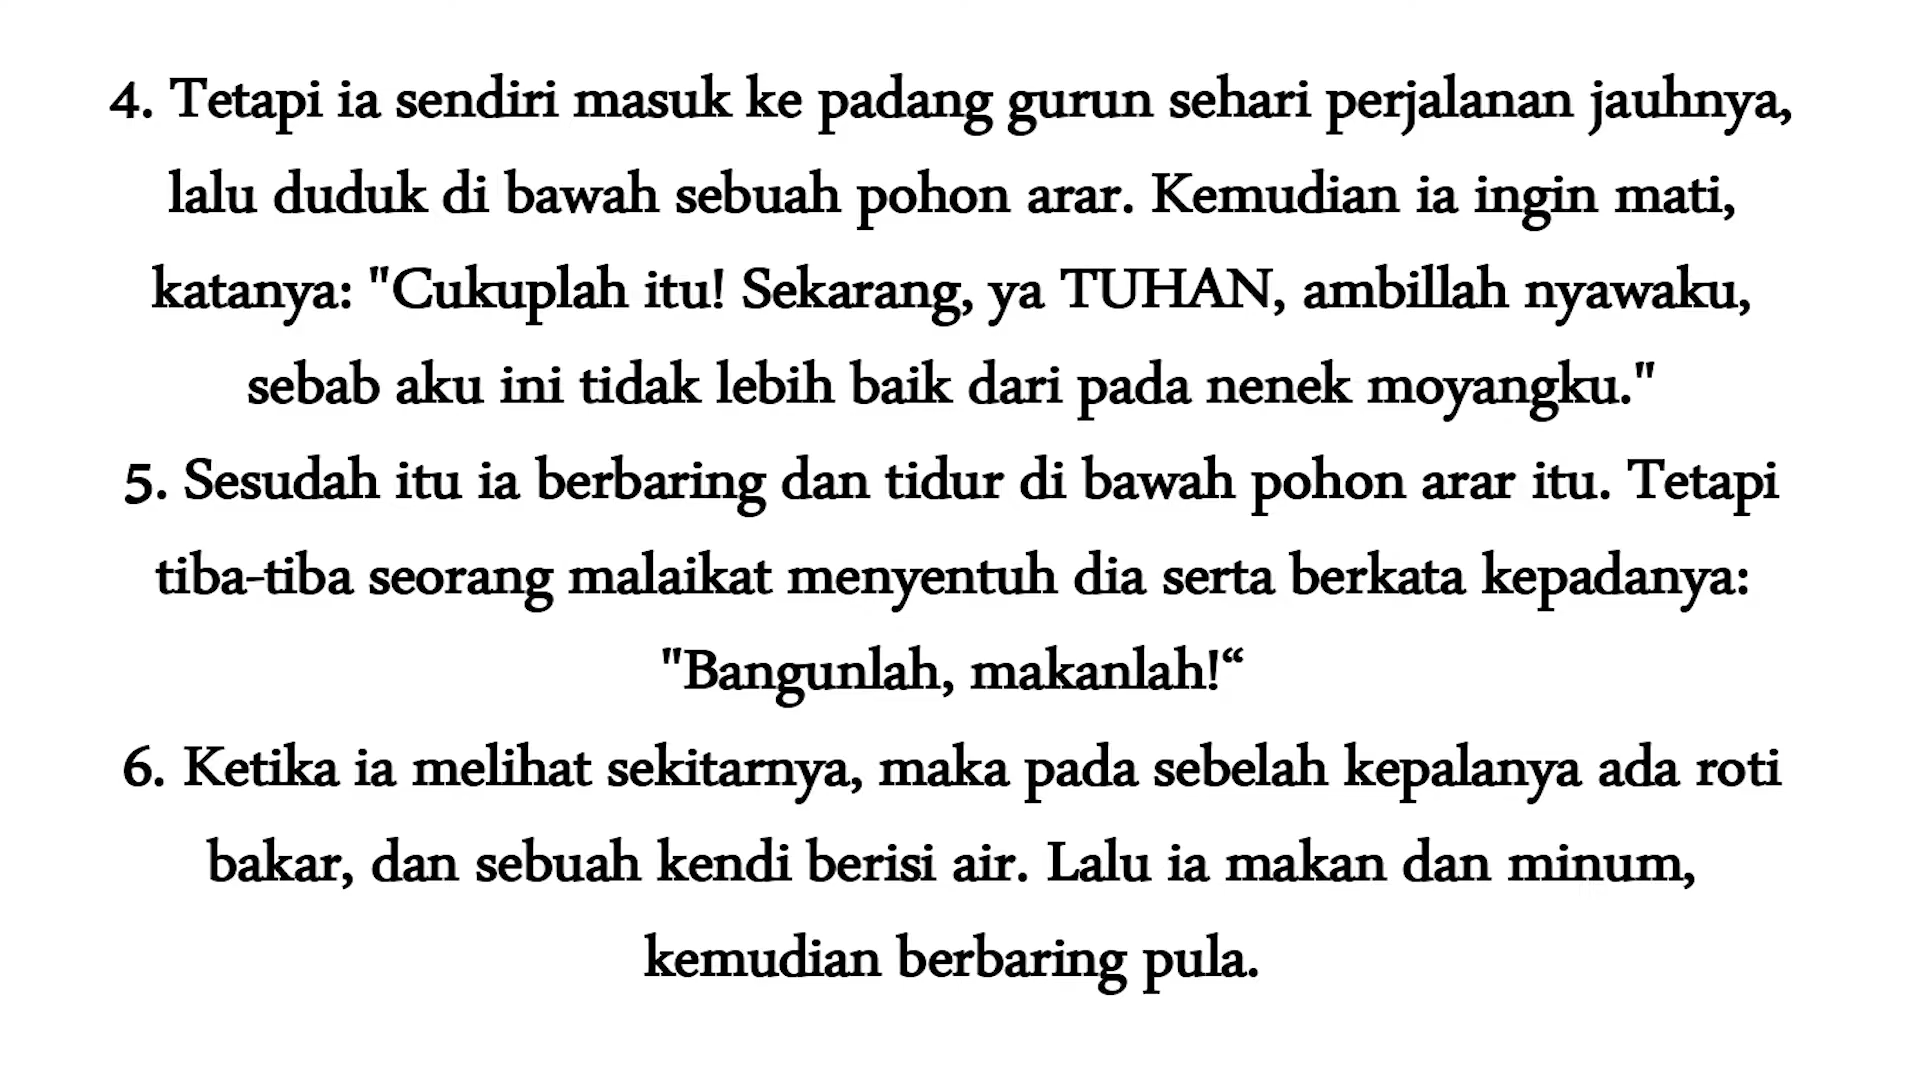 4. Tetapi ia sendiri masuk ke padang gurun sehari perjalanan jauhnya,
lalu duduk di bawah sebuah pohon arar. Kemudian ia ingin mati,
katanya: "Cukuplah itu! Sekarang, ya TUHAN, ambillah nyawaku,
sebab aku ini tidak lebih baik dari pada nenek moyangku."
5. Sesudah itu ia berbaring dan tidur di bawah pohon arar itu. Tetapi
tiba-tiba seorang malaikat menyentuh dia serta berkata kepadanya:
"Bangunlah, makanlah!“
6. Ketika ia melihat sekitarnya, maka pada sebelah kepalanya ada roti
bakar, dan sebuah kendi berisi air. Lalu ia makan dan minum,
kemudian berbaring pula.